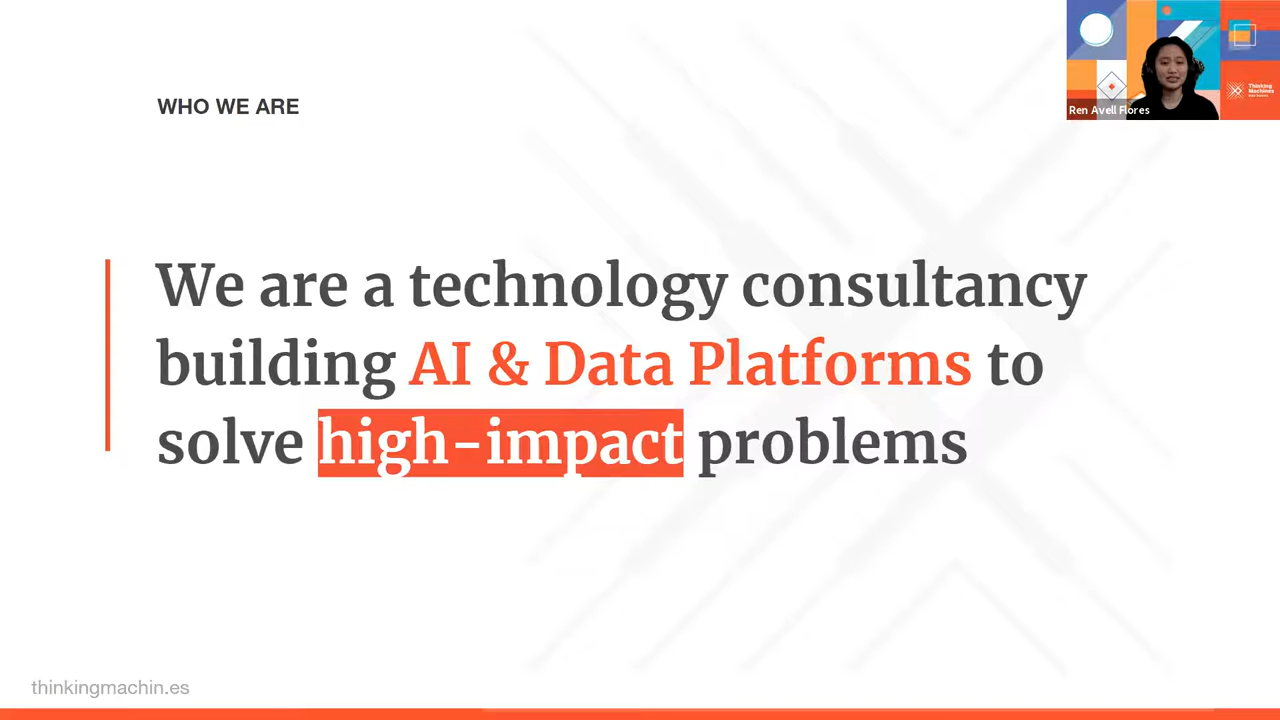 WHO WE ARE
Ren Avell Flores
Thinking
Machines
We are a technology consultancy
building AI & Data Platforms to
solve high-impact problems
thinkingmachin.es